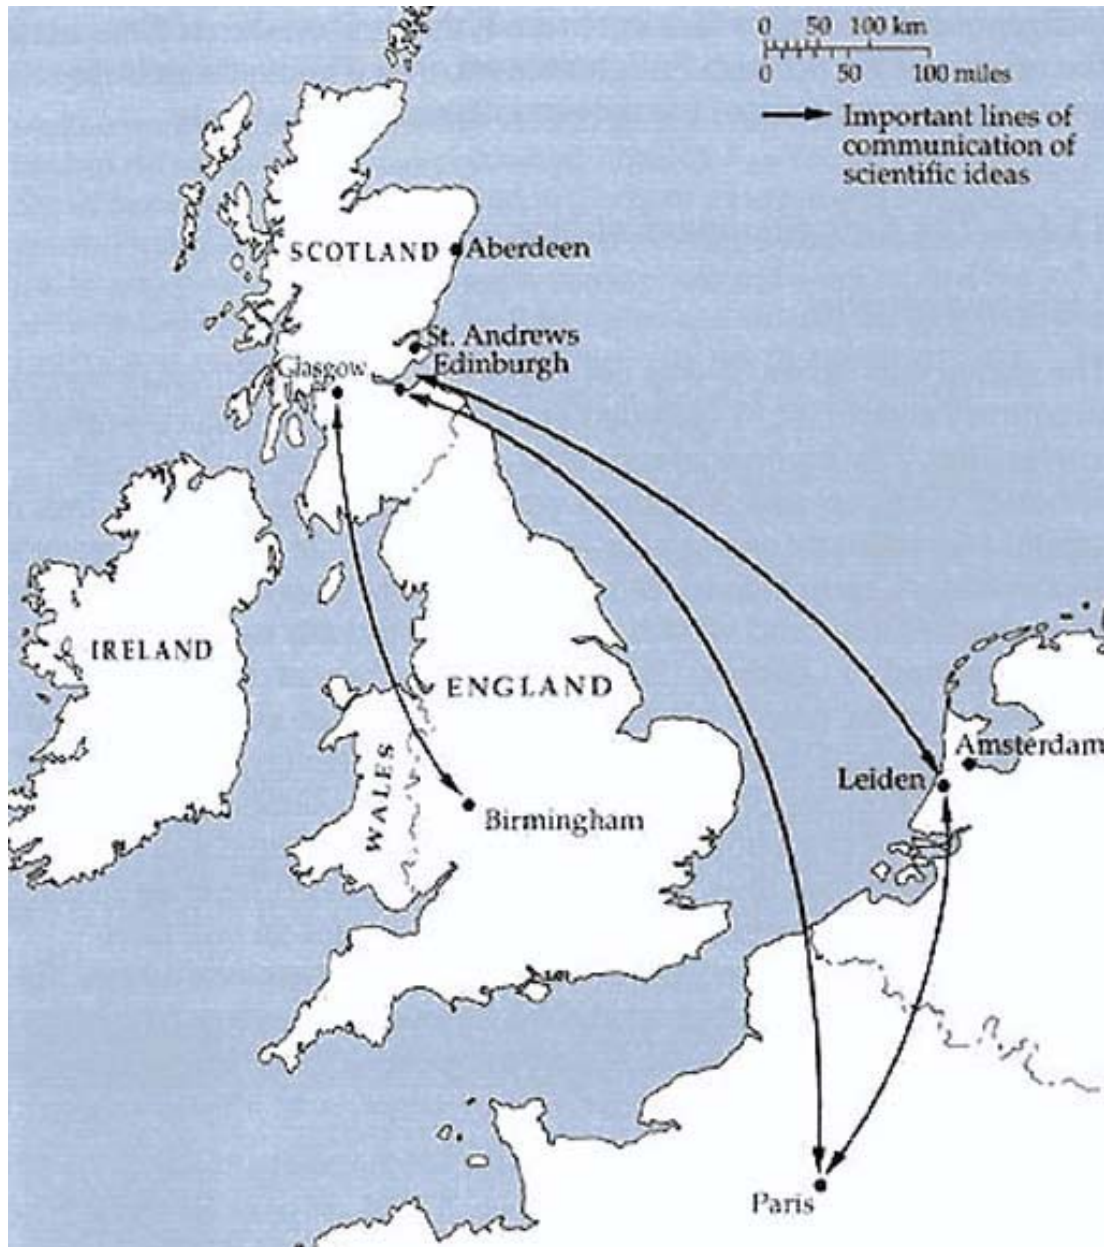 0 50 100 km
0 50 100 miles
Important lines of
communication of
scientific ideas
SCOTLAND
Aberdeen
St. Andrews
Edinburgh
Glasgow
IRELAND
ENGLAND
WALES
Birmingham
Amsterdam
Leiden
Paris